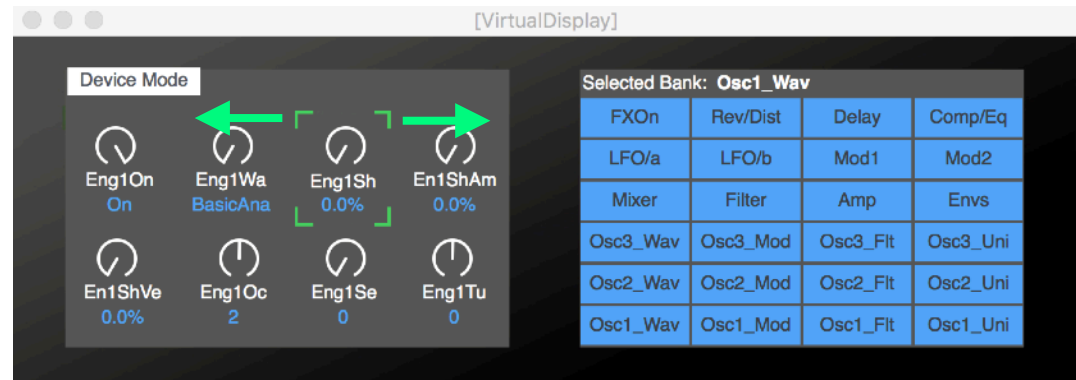 [VirtualDisplay]
Device Mode
Eng1On Eng1Wa Eng1Sh En1ShAm
On BasicAna 0.0% 0.0%
En1ShVe Eng1Oc Eng1Se Eng1Tu
0.0% 2 0 0
Selected Bank: Osc1_Wav
FXOn Rev/Dist Delay Comp/Eq
LFO/a LFO/b Mod1 Mod2
Mixer Filter Amp Envs
Osc3_Wav Osc3_Mod Osc3_Flt Osc3_Uni
Osc2_Wav Osc2_Mod Osc2_Flt Osc2_Uni
Osc1_Wav Osc1_Mod Osc1_Flt Osc1_Uni